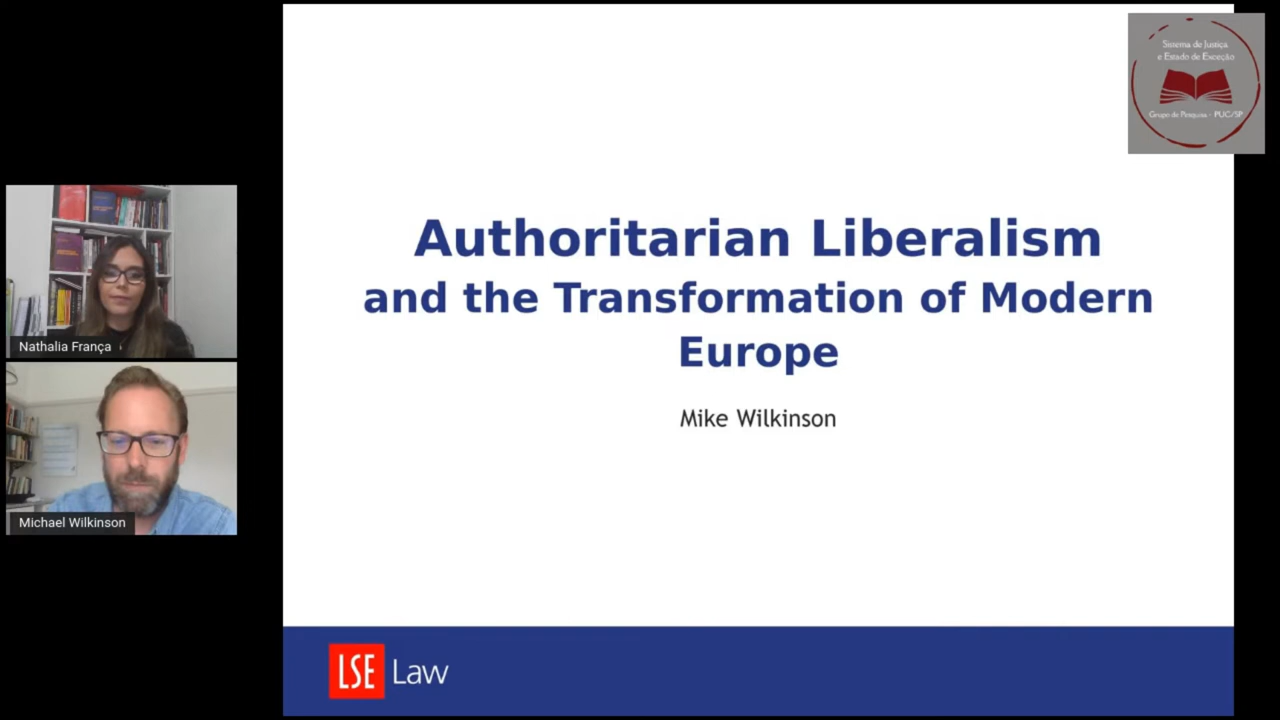 Sistema de Justiça
e Estado de Exceção
Grupo de Pesquisa - PUC/SP
Authoritarian Liberalism
and the Transformation of Modern
Europe
Mike Wilkinson
Nathalia França
Michael Wilkinson
LSE Law